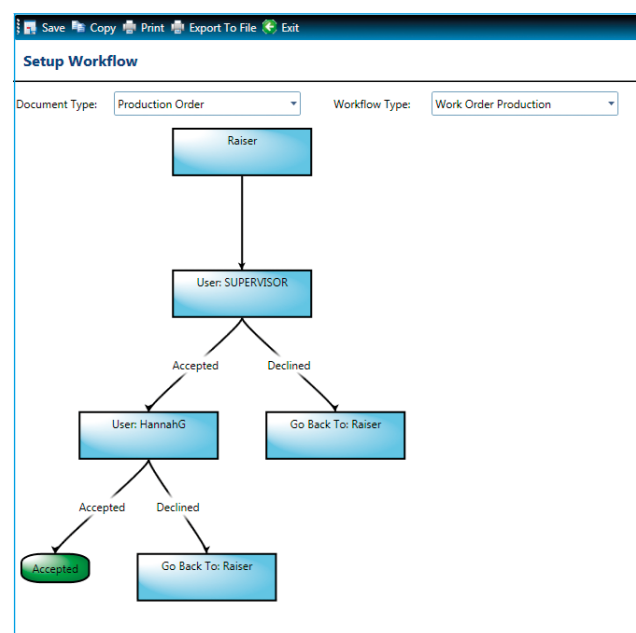 Save Copy Print Export To File Exit
Setup Workflow
Document Type: Production Order Workflow Type: Work Order Production
Raiser
User: SUPERVISOR
Accepted Declined
User: HannahG Go Back To: Raiser
Accepted Declined
Accepted Go Back To: Raiser